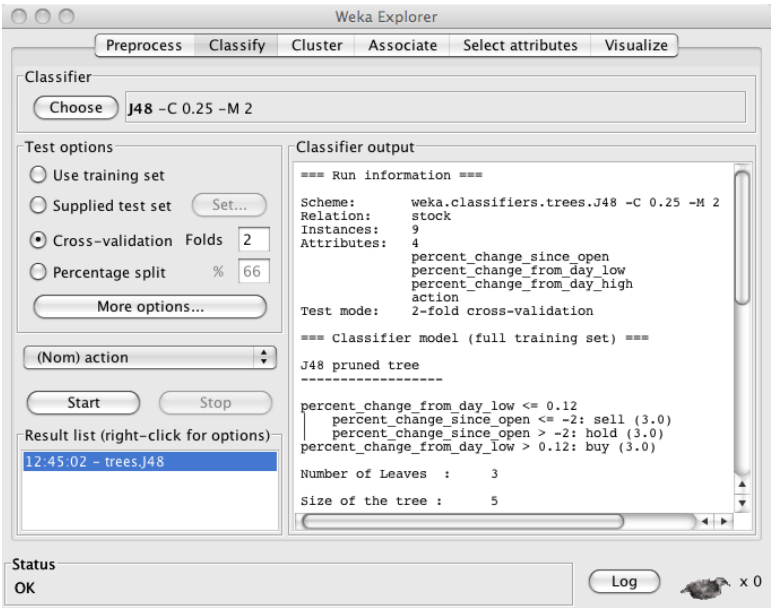 Weka Explorer
Preprocess Classify Cluster Associate Select attributes Visualize
Classifier
Choose J48 -C 0.25 -M 2
Test options
Use training set
Supplied test set Set...
Cross-validation Folds 2
Percentage split % 66
More options...
(Nom) action
Start Stop
Result list (right-click for options)
12:45:02 - trees.J48
Classifier output
=== Run information ===
Scheme: weka.classifiers.trees.J48 -C 0.25 -M 2
Relation: stock
Instances: 9
Attributes: 4
percent_change_since_open
percent_change_from_day_low
percent_change_from_day_high
action
Test mode: 2-fold cross-validation
=== Classifier model (full training set) ===
J48 pruned tree
------------------
percent_change_from_day_low <= 0.12
| percent_change_since_open <= -2: sell (3.0)
| percent_change_since_open > -2: hold (3.0)
percent_change_from_day_low > 0.12: buy (3.0)
Number of Leaves : 3
Size of the tree : 5
Status
OK
Log x 0